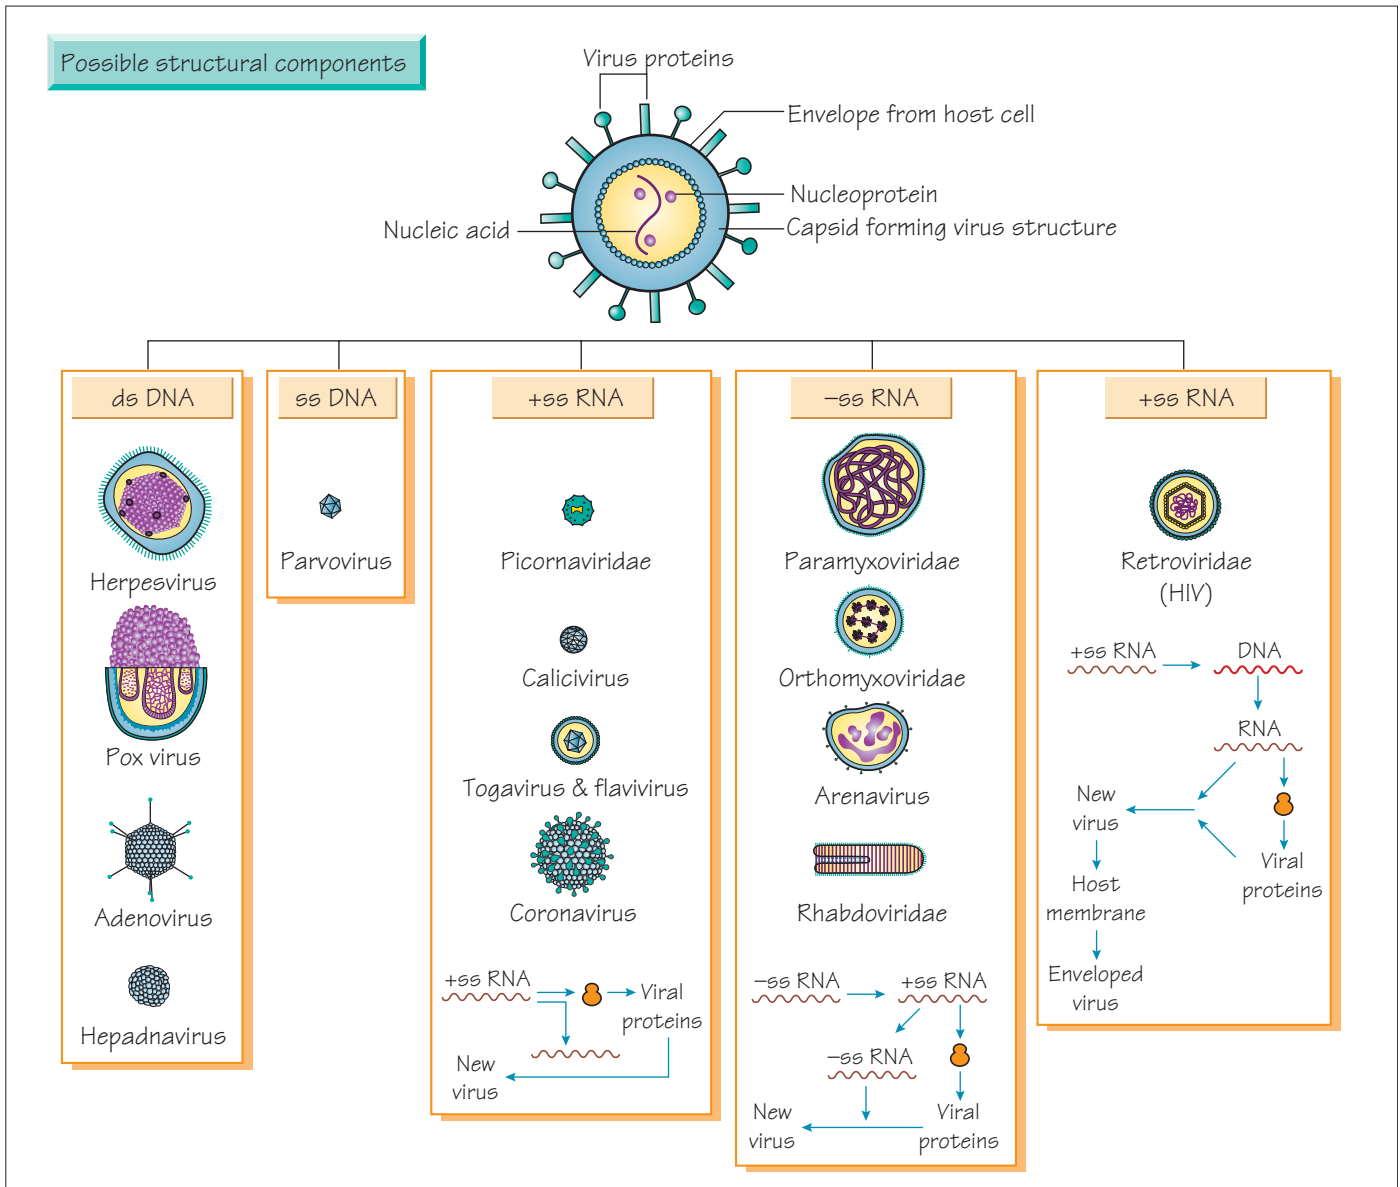 Possible structural components
Virus proteins
Envelope from host cell
Nucleoprotein
Nucleic acid
Capsid forming virus structure
ds DNA
Herpesvirus
Pox virus
Adenovirus
Hepadnavirus
ss DNA
Parvovirus
+ss RNA
Picornaviridae
Calicivirus
Togavirus & flavivirus
Coronavirus
+ss RNA
Viral
proteins
New
virus
–ss RNA
Paramyxoviridae
Orthomyxoviridae
Arenavirus
Rhabdoviridae
–ss RNA
+ss RNA
–ss RNA
New
virus
Viral
proteins
+ss RNA
Retroviridae
(HIV)
+ss RNA
DNA
RNA
New
virus
Viral
proteins
Host
membrane
Enveloped
virus